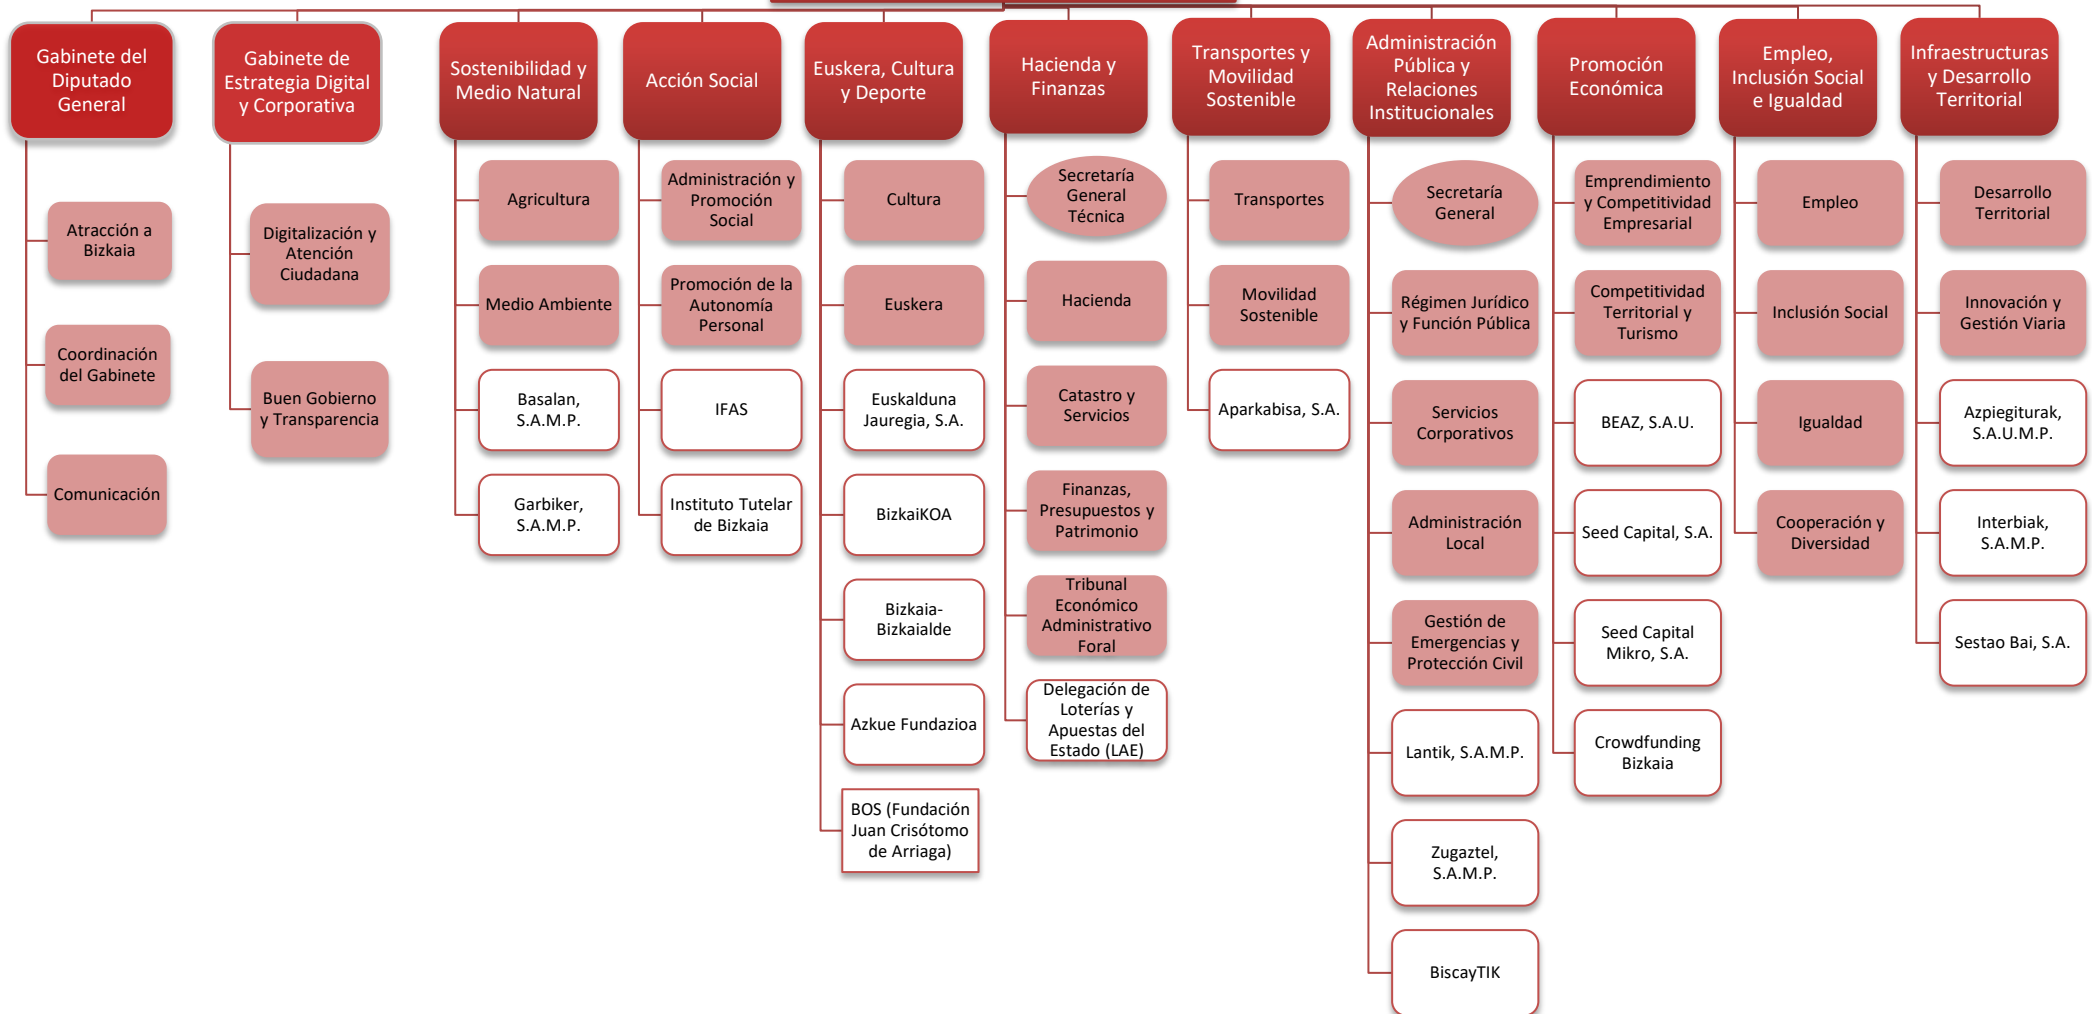 Gabinete del
Diputado
General
Atracción a
Bizkaia
Coordinación
del Gabinete
Comunicación
Gabinete de
Estrategia Digital
y Corporativa
Digitalización y
Atención
Ciudadana
Buen Gobierno
y Transparencia
Sostenibilidad y
Medio Natural
Agricultura
Medio Ambiente
Basalan,
S.A.M.P.
Garbiker,
S.A.M.P.
Acción Social
Administración y
Promoción
Social
Promoción de la
Autonomía
Personal
IFAS
Instituto Tutelar
de Bizkaia
Euskera, Cultura
y Deporte
Cultura
Euskera
Euskalduna
Jauregia, S.A.
BizkaiKOA
Bizkaia-
Bizkaialde
Azkue Fundazioa
BOS (Fundación
Juan Crisótomo
de Arriaga)
Hacienda y
Finanzas
Secretaría
General
Técnica
Hacienda
Catastro y
Servicios
Finanzas,
Presupuestos y
Patrimonio
Tribunal
Económico
Administrativo
Foral
Delegación de
Loterías y
Apuestas del
Estado (LAE)
Transportes y
Movilidad
Sostenible
Transportes
Movilidad
Sostenible
Aparkabisa, S.A.
Administración
Pública y
Relaciones
Institucionales
Secretaría
General
Régimen Jurídico
y Función Pública
Servicios
Corporativos
Administración
Local
Gestión de
Emergencias y
Protección Civil
Lantik, S.A.M.P.
Zugaztel,
S.A.M.P.
BiscayTIK
Promoción
Económica
Emprendimiento
y Competitividad
Empresarial
Competitividad
Territorial y
Turismo
BEAZ, S.A.U.
Seed Capital, S.A.
Seed Capital
Mikro, S.A.
Crowdfunding
Bizkaia
Empleo,
Inclusión Social
e Igualdad
Empleo
Inclusión Social
Igualdad
Cooperación y
Diversidad
Infraestructuras
y Desarrollo
Territorial
Desarrollo
Territorial
Innovación y
Gestión Viaria
Azpiegiturak,
S.A.U.M.P.
Interbiak,
S.A.M.P.
Sestao Bai, S.A.